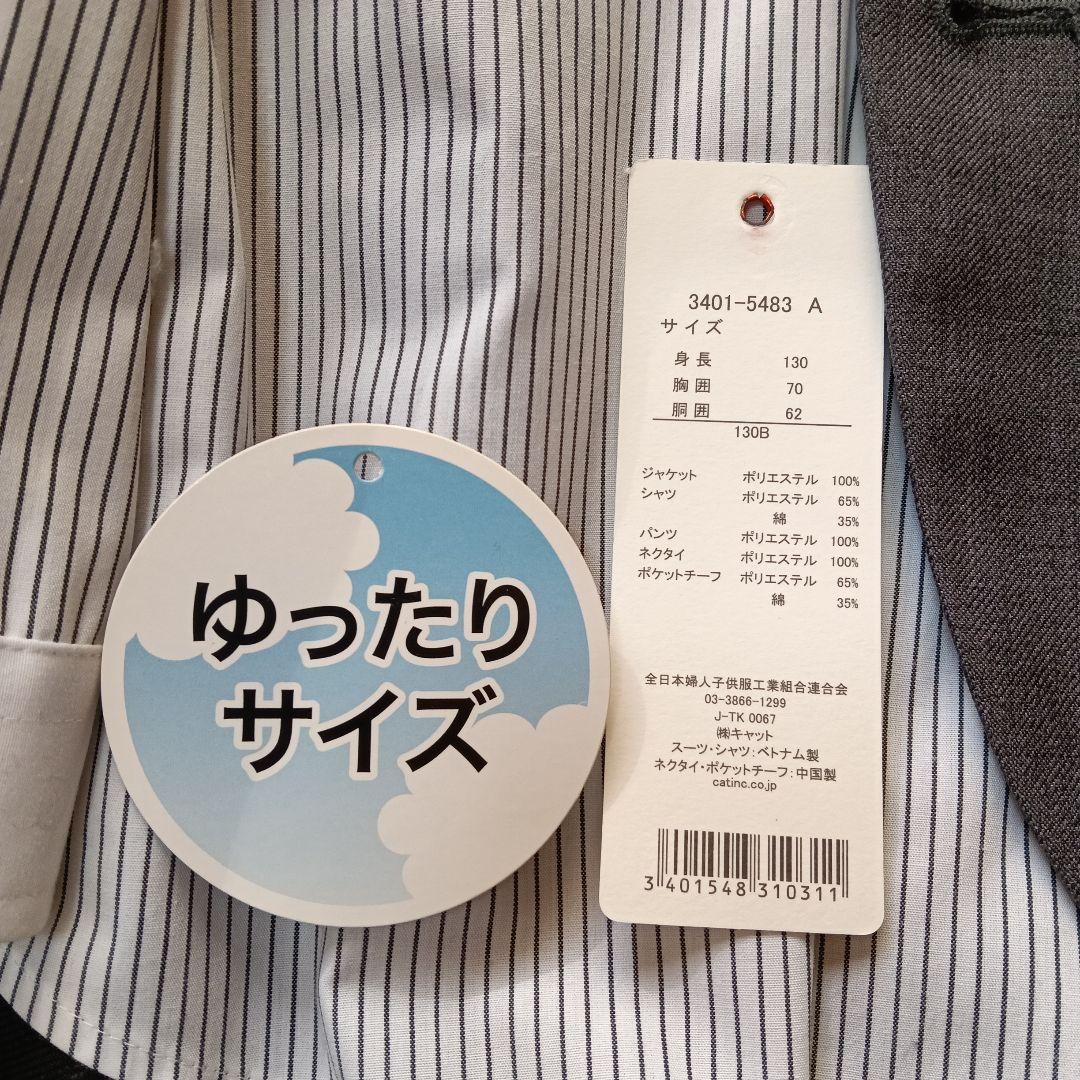 ゆったり
サイズ
3401-5483 A
サイズ
身長 130
胸囲 70
胴囲 62
130B
ジャケット ポリエステル 100%
シャツ ポリエステル 65%
綿 35%
パンツ ポリエステル 100%
ネクタイ ポリエステル 100%
ポケットチーフ ポリエステル 65%
綿 35%
全日本婦人子供服工業組合連合会
03-3866-1299
J-TK 0067
㈱キャット
スーツ・シャツ:ベトナム製
ネクタイ・ポケットチーフ:中国製
catinc.co.jp
3 401548 310311